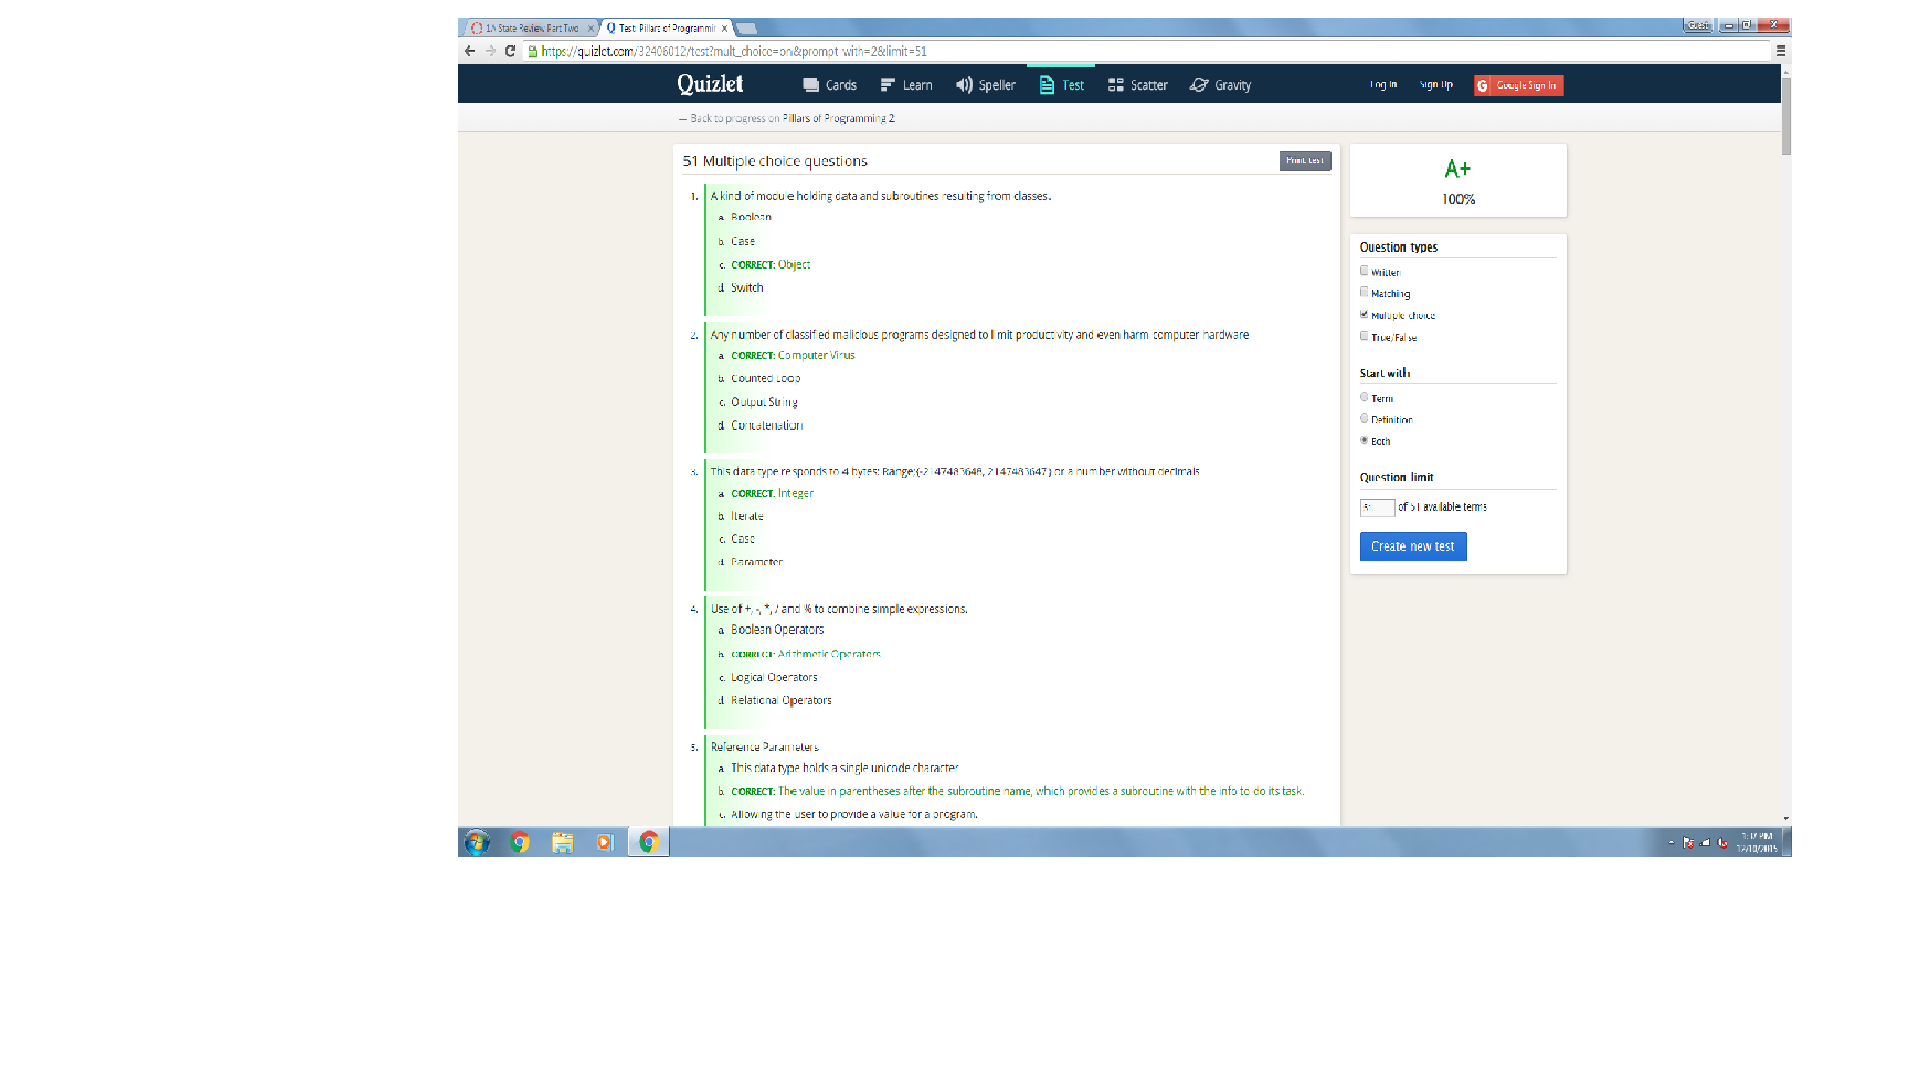 1A State Review Part Two
Test: Pillars of Programmin
Guest
https://quizlet.com/32406012/test?mult_choice=on&prompt-with=2&limit=51
Quizlet Cards Learn Speller Test Scatter Gravity Log In Sign Up Google Sign In
Back to progress on Pillars of Programming 2
51 Multiple choice questions
Print test
1. A kind of module holding data and subroutines resulting from classes.
a. Boolean
b. Case
c. CORRECT: Object
d. Switch
2. Any number of classified malicious programs designed to limit productivity and even harm computer hardware
a. CORRECT: Computer Virus
b. Counted Loop
c. Output String
d. Concatenation
3. This data type responds to 4 bytes: Range;(-2147483648, 2147483647) or a number without decimals
a. CORRECT: Integer
b. Iterate
c. Case
d. Parameter
4. Use of +, -, *, / and % to combine simple expressions.
a. Boolean Operators
b. CORRECT: Arithmetic Operators
c. Logical Operators
d. Relational Operators
5. Reference Parameters
a. This data type holds a single unicode character
b. CORRECT: The value in parentheses after the subroutine name, which provides a subroutine with the info to do its task.
c. Allowing the user to provide a value for a program.
A+
100%
Question types
Written
Matching
Multiple choice
True/False
Start with
Term
Definition
Both
Question limit
51 of 51 available terms
Create new test
1:37 PM
12/10/2015